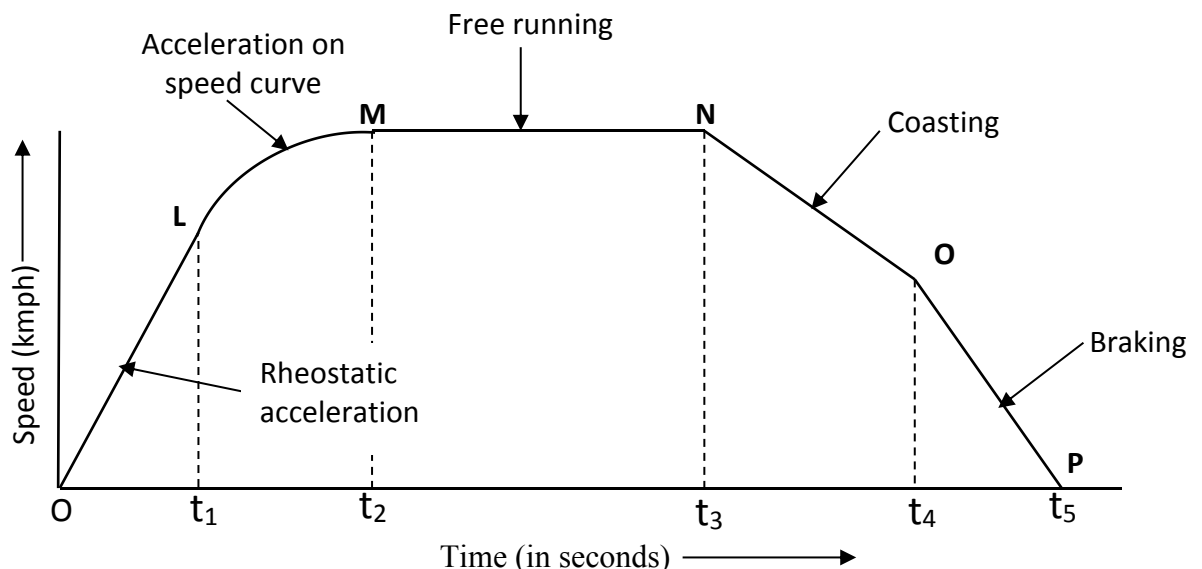 Free running
Acceleration on
speed curve
M
N
Coasting
L
O
Speed (kmph)
Braking
Rheostatic
acceleration
P
O
t₁
t₂
t₃
t₄
t₅
Time (in seconds)